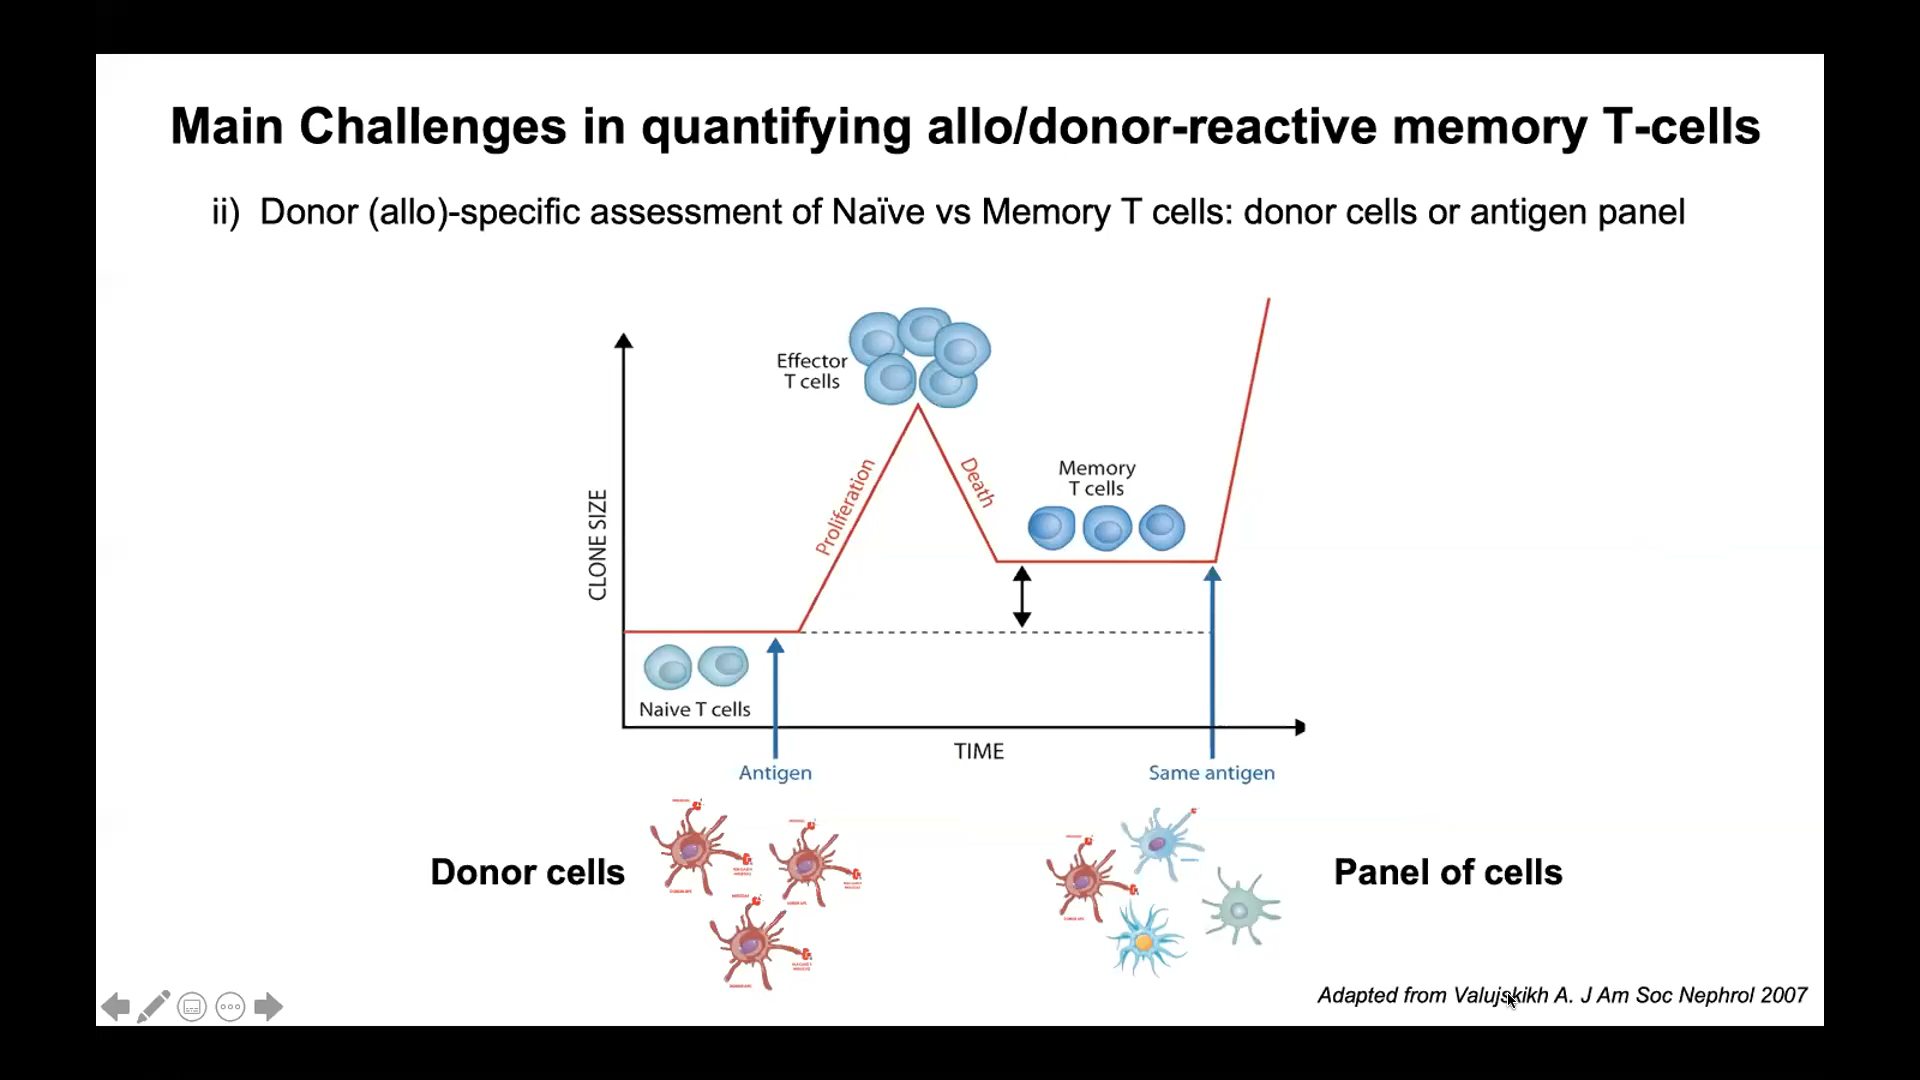 Main Challenges in quantifying allo/donor-reactive memory T-cells
ii) Donor (allo)-specific assessment of Naïve vs Memory T cells: donor cells or antigen panel
Effector
T cells
Proliferation
Death
Memory
T cells
CLONE SIZE
Naive T cells
TIME
Antigen
Same antigen
Donor cells
Panel of cells
Adapted from Valujskikh A. J Am Soc Nephrol 2007